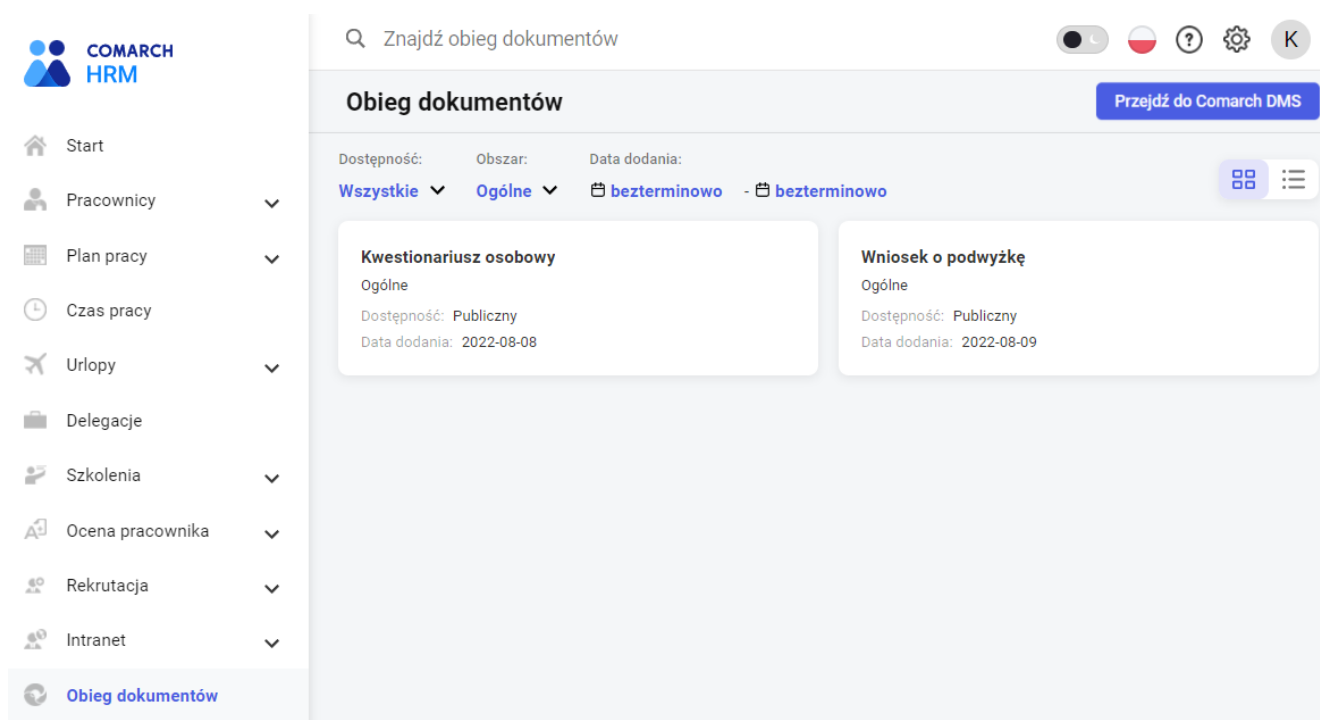 COMARCH
HRM
Start
Pracownicy
Plan pracy
Czas pracy
Urlopy
Delegacje
Szkolenia
Ocena pracownika
Rekrutacja
Intranet
Obieg dokumentów
Znajdź obieg dokumentów
K
Obieg dokumentów
Przejdź do Comarch DMS
Dostępność: Obszar: Data dodania:
Wszystkie Ogólne bezterminowo - bezterminowo
Kwestionariusz osobowy
Ogólne
Dostępność: Publiczny
Data dodania: 2022-08-08
Wniosek o podwyżkę
Ogólne
Dostępność: Publiczny
Data dodania: 2022-08-09